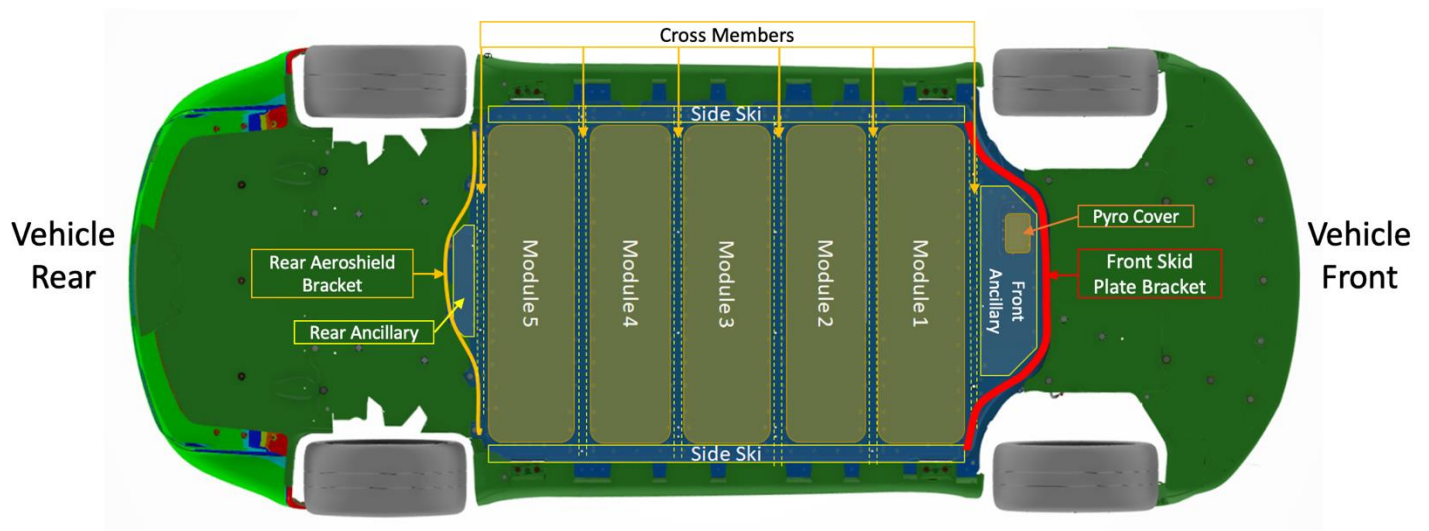 Cross Members
Side Ski
Vehicle
Rear
Rear Aeroshield
Bracket
Rear Ancillary
Module 5
Module 4
Module 3
Module 2
Module 1
Front
Ancillary
Pyro Cover
Front Skid
Plate Bracket
Vehicle
Front
Side Ski